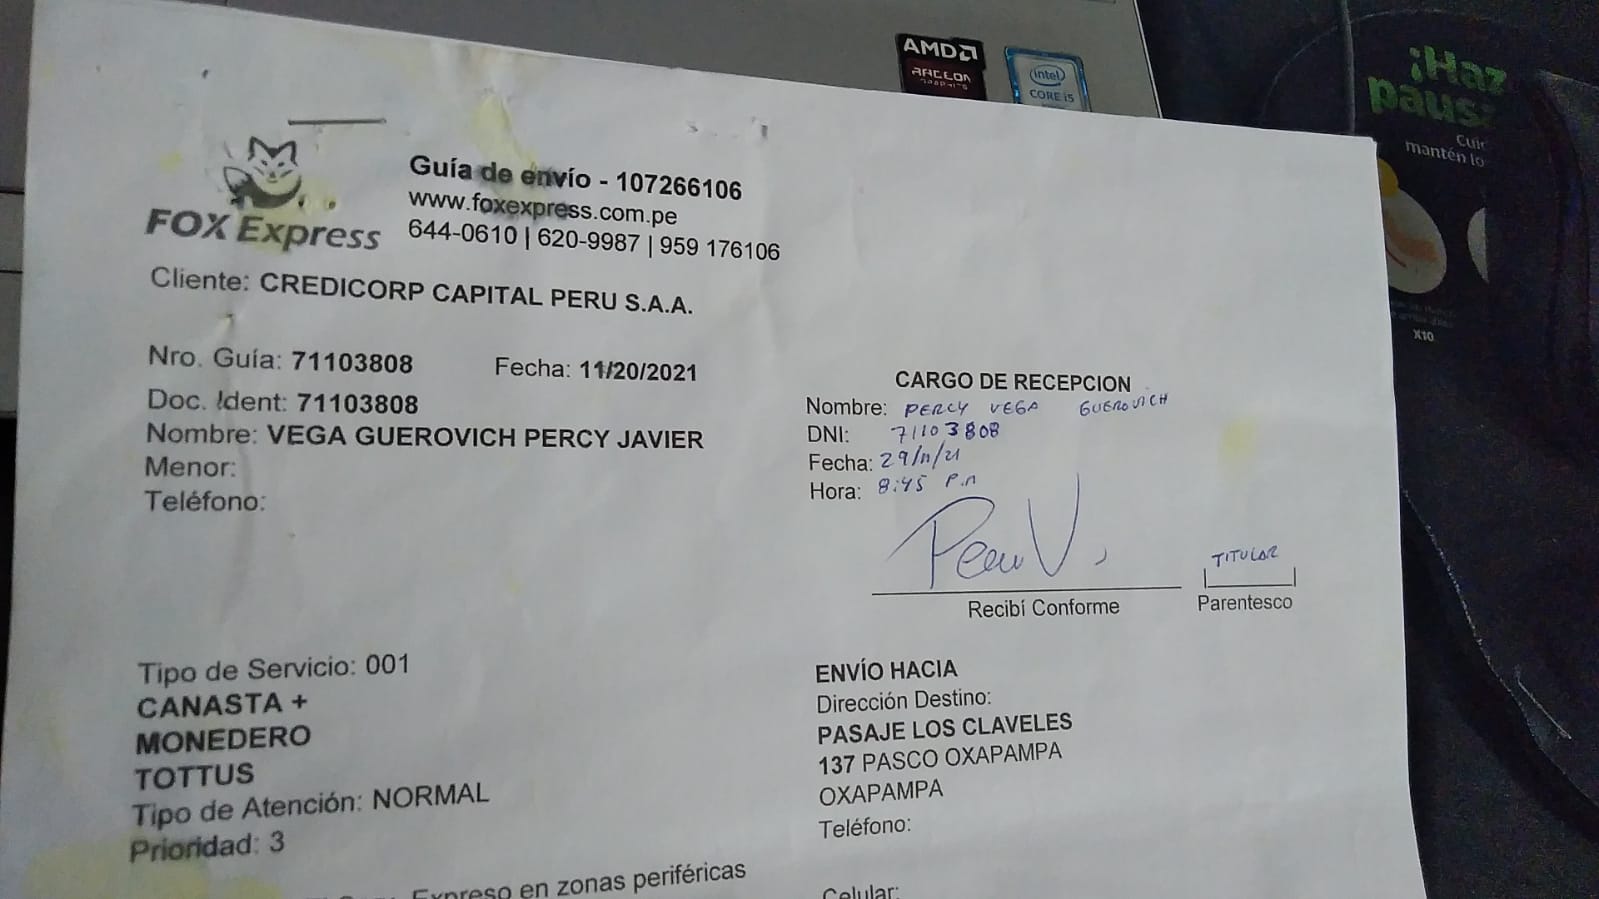 AMD
RADEON
GRAPHICS
intel
CORE i5
¡Haz
paus
mantén lo
X10
Guía de envío - 107266106
www.foxexpress.com.pe
644-0610 | 620-9987 | 959 176106
FOX Express
Cliente: CREDICORP CAPITAL PERU S.A.A.
Nro. Guía: 71103808 Fecha: 11/20/2021
Doc. Ident: 71103808
Nombre: VEGA GUEROVICH PERCY JAVIER
Menor:
Teléfono:
CARGO DE RECEPCION
Nombre: PERCY VEGA GUEROVICH
DNI: 71103808
Fecha: 29/11/21
Hora: 8:45 P.m
TITULAR
Recibí Conforme
Parentesco
Tipo de Servicio: 001
CANASTA +
MONEDERO
TOTTUS
Tipo de Atención: NORMAL
Prioridad: 3
Expreso en zonas periféricas
ENVÍO HACIA
Dirección Destino:
PASAJE LOS CLAVELES
137 PASCO OXAPAMPA
OXAPAMPA
Teléfono:
Celular: